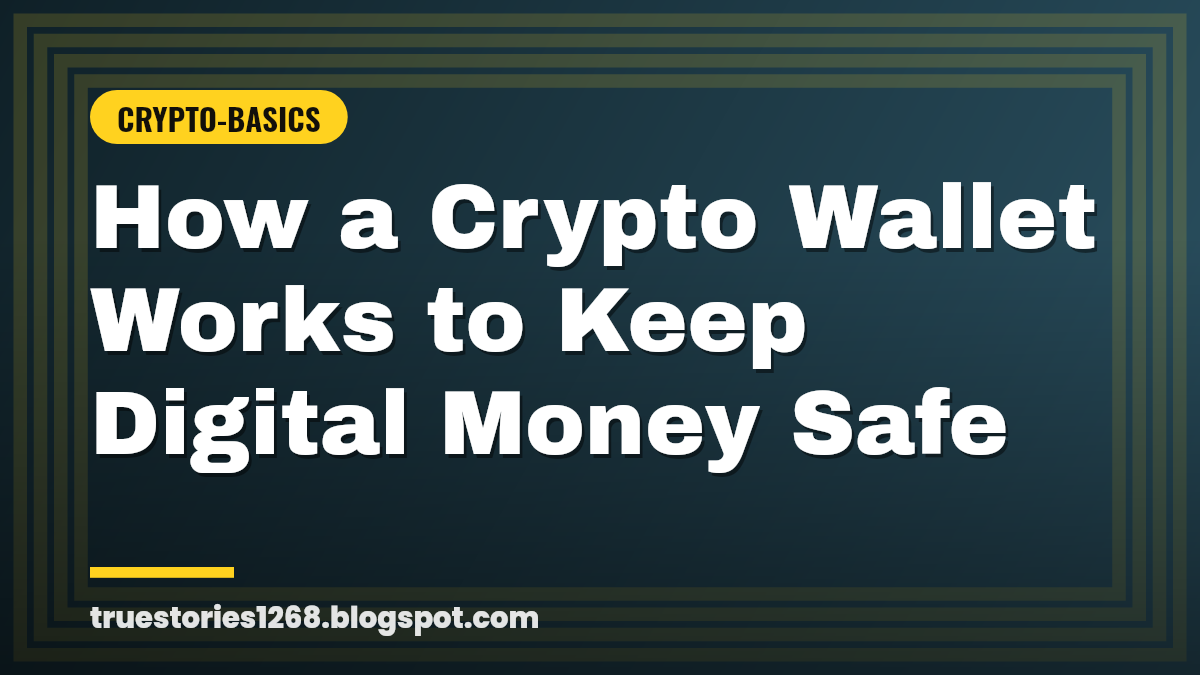 CRYPTO-BASICS
How a Crypto Wallet
Works to Keep
Digital Money Safe
truestories1268.blogspot.com